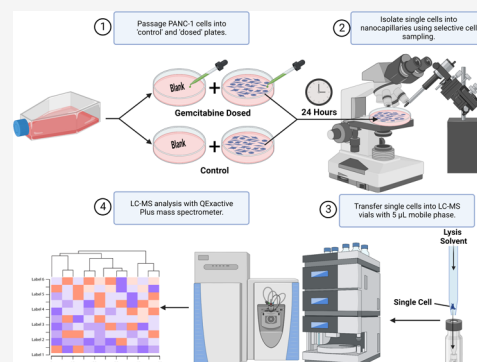 1
Passage PANC-1 cells into
'control' and 'dosed' plates.
2
Isolate single cells into
nanocapillaries using selective cell
sampling.
Blank
+
Gemcitabine Dosed
24 Hours
Blank
+
Control
4
LC-MS analysis with QExactive
Plus mass spectrometer.
3
Transfer single cells into LC-MS
vials with 5 µL mobile phase.
Lysis
Solvent
Single Cell
Label 6
Label 5
Label 4
Label 3
Label 2
Label 1